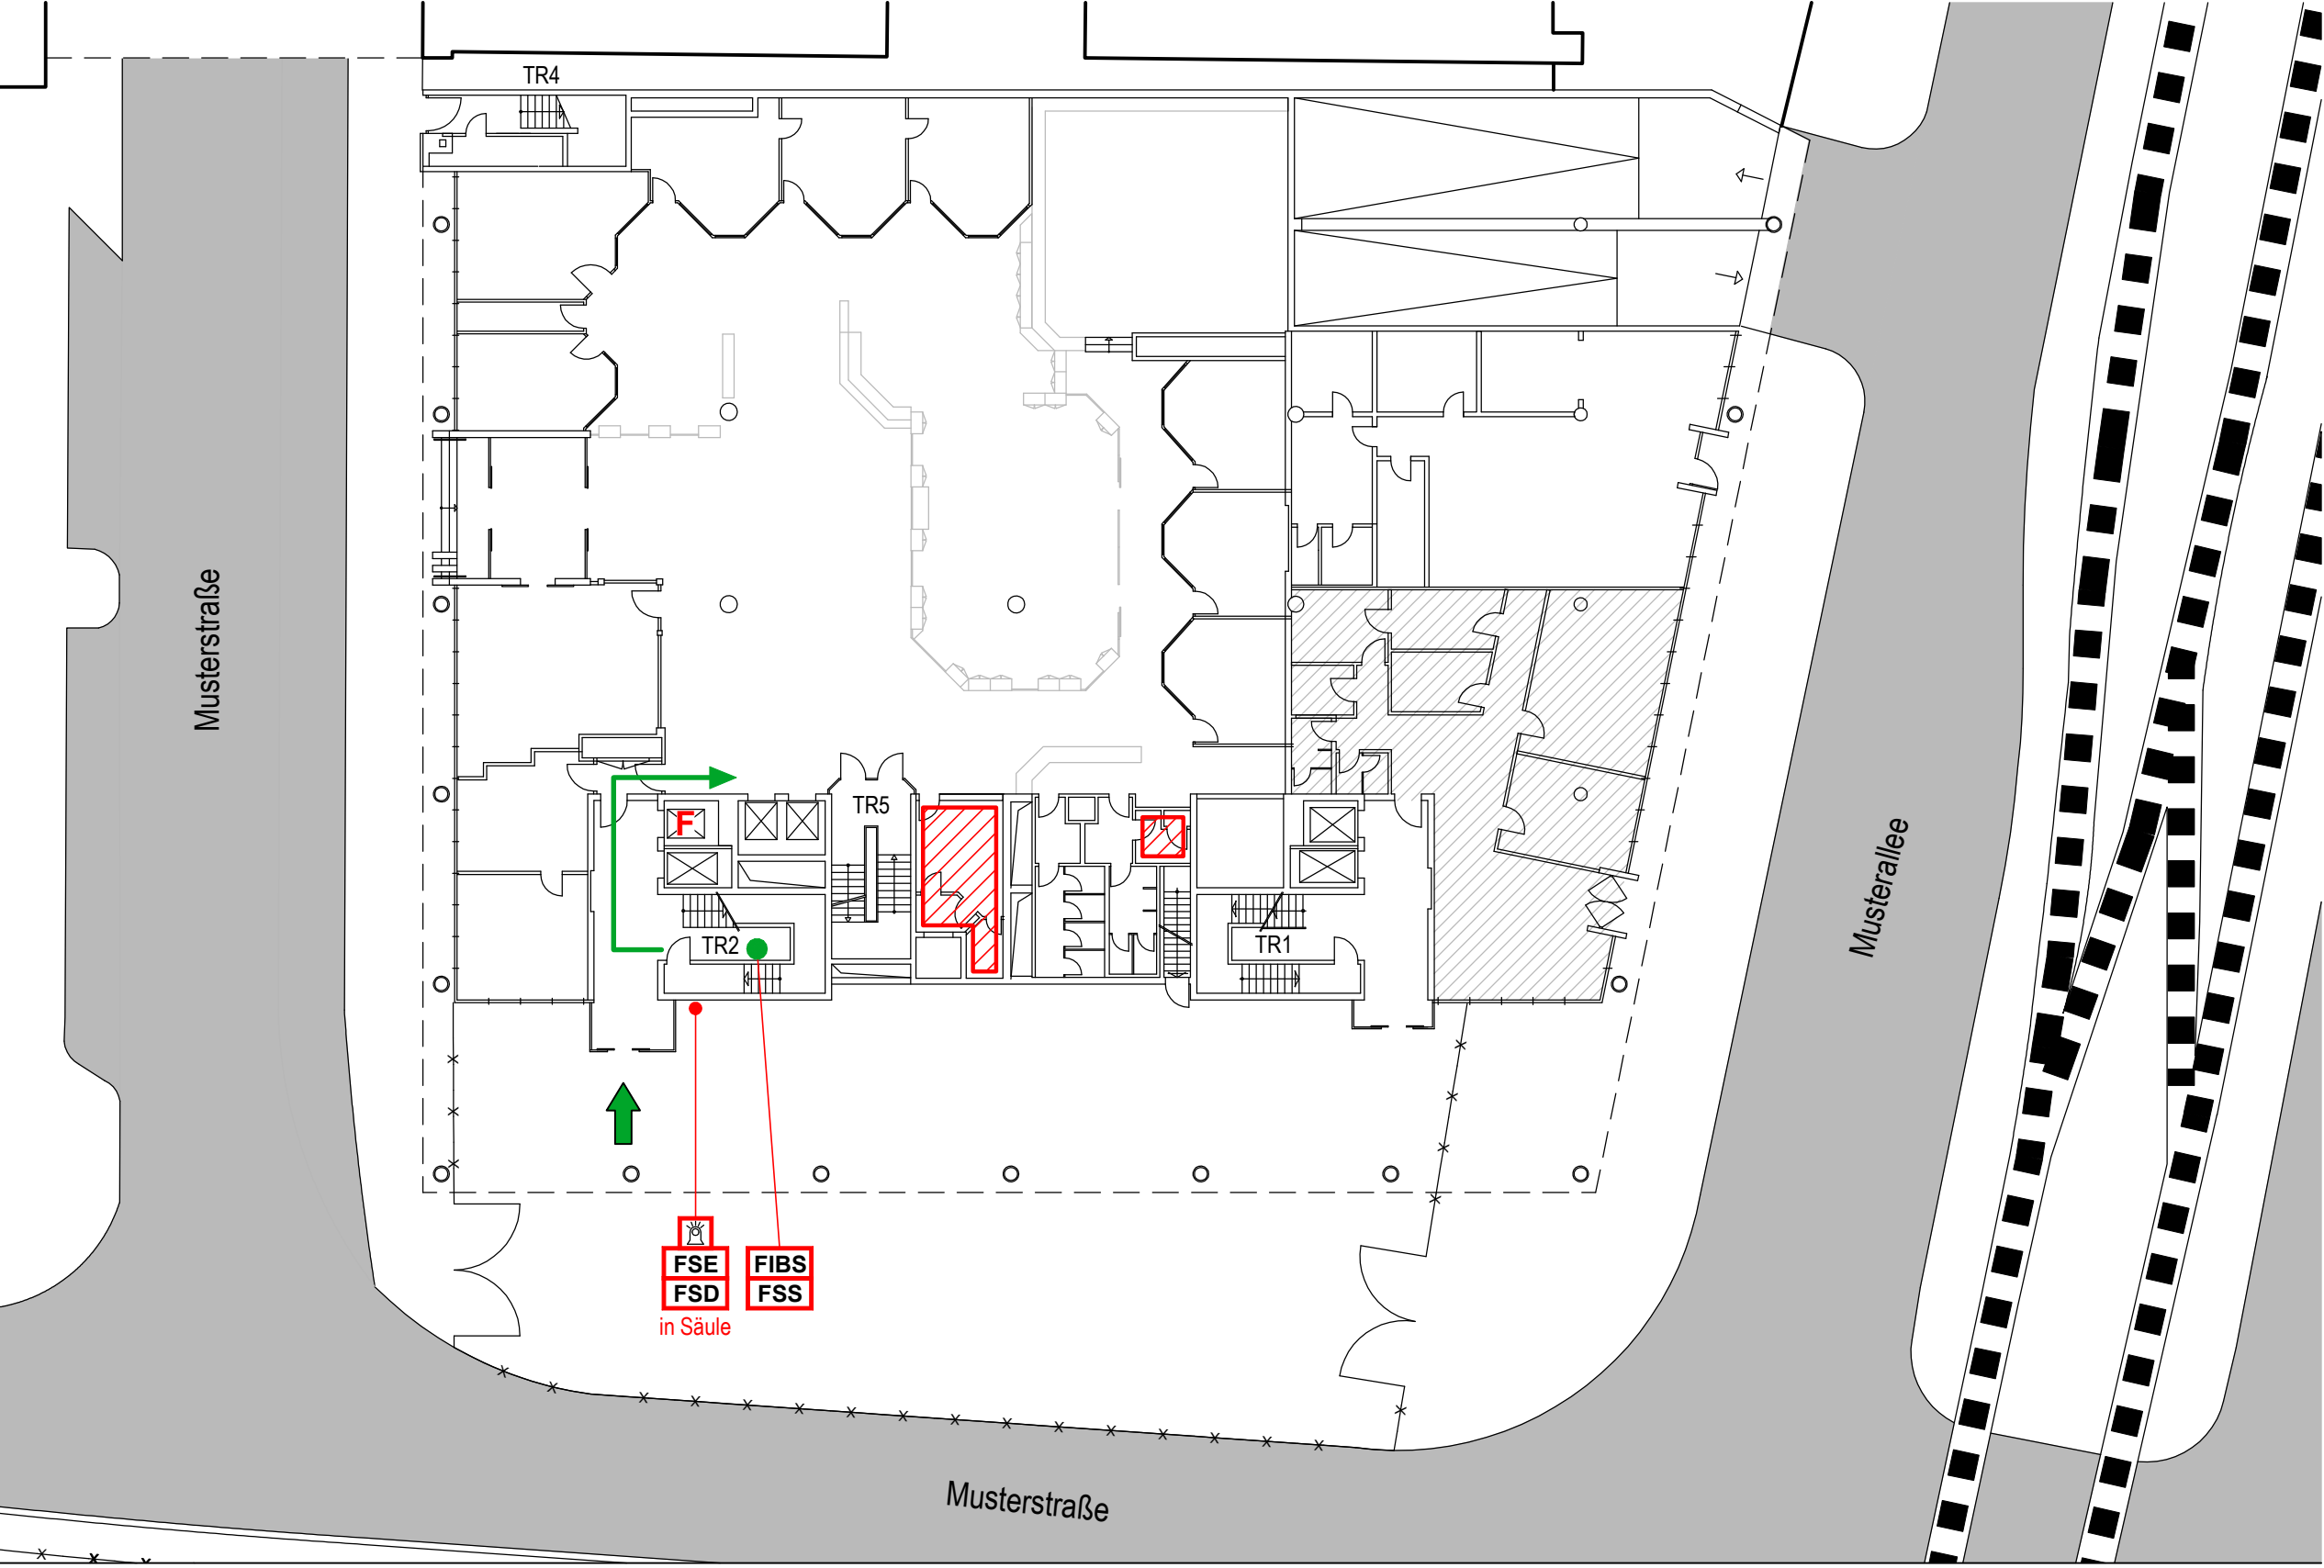 TR4
Musterstraße
TR5
F
Musterallee
TR2
TR1
FSE
FIBS
FSD
FSS
in Säule
Musterstraße